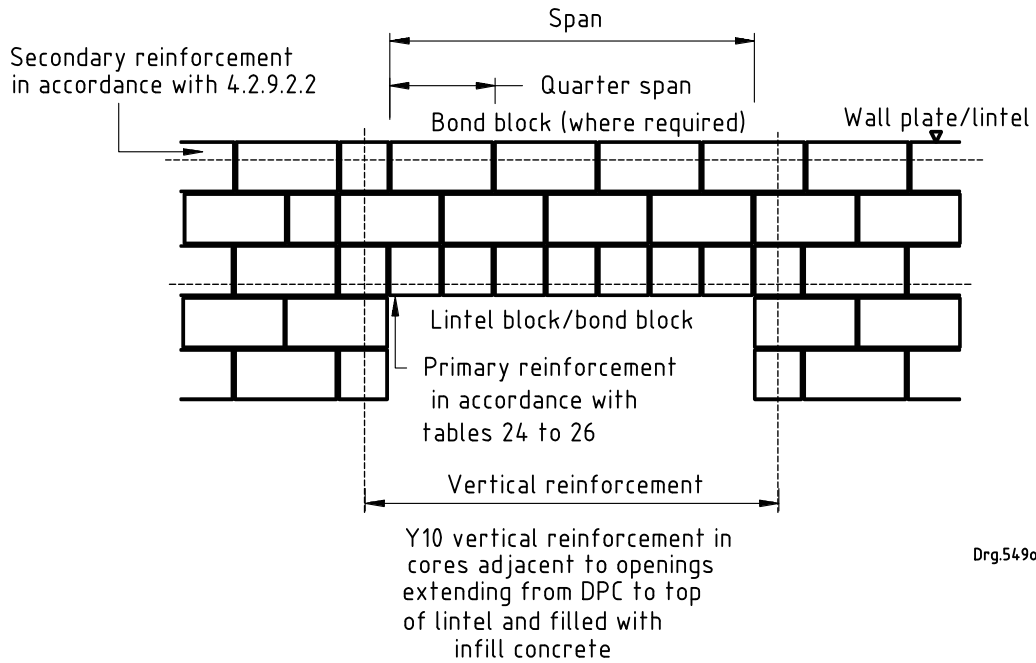 Span
Secondary reinforcement
in accordance with 4.2.9.2.2
Quarter span
Bond block (where required)
Wall plate/lintel
Lintel block/bond block
Primary reinforcement
in accordance with
tables 24 to 26
Vertical reinforcement
Y10 vertical reinforcement in
cores adjacent to openings
extending from DPC to top
of lintel and filled with
infill concrete
Drg.549o